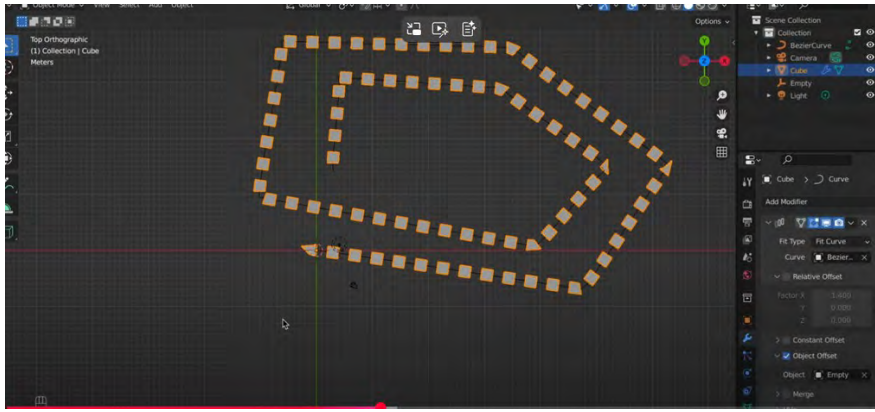 Object Mode View Select Add Object Global
Options
Top Orthographic
(1) Collection | Cube
Meters
Y
X
Z
Scene Collection
Collection
BezierCurve
Camera
Cube
Empty
Light
Cube > Curve
Add Modifier
Fit Type Fit Curve
Curve Bezier...
Relative Offset
Factor X
Y 0.000
Z 0.000
Constant Offset
Object Offset
Object Empty
Merge